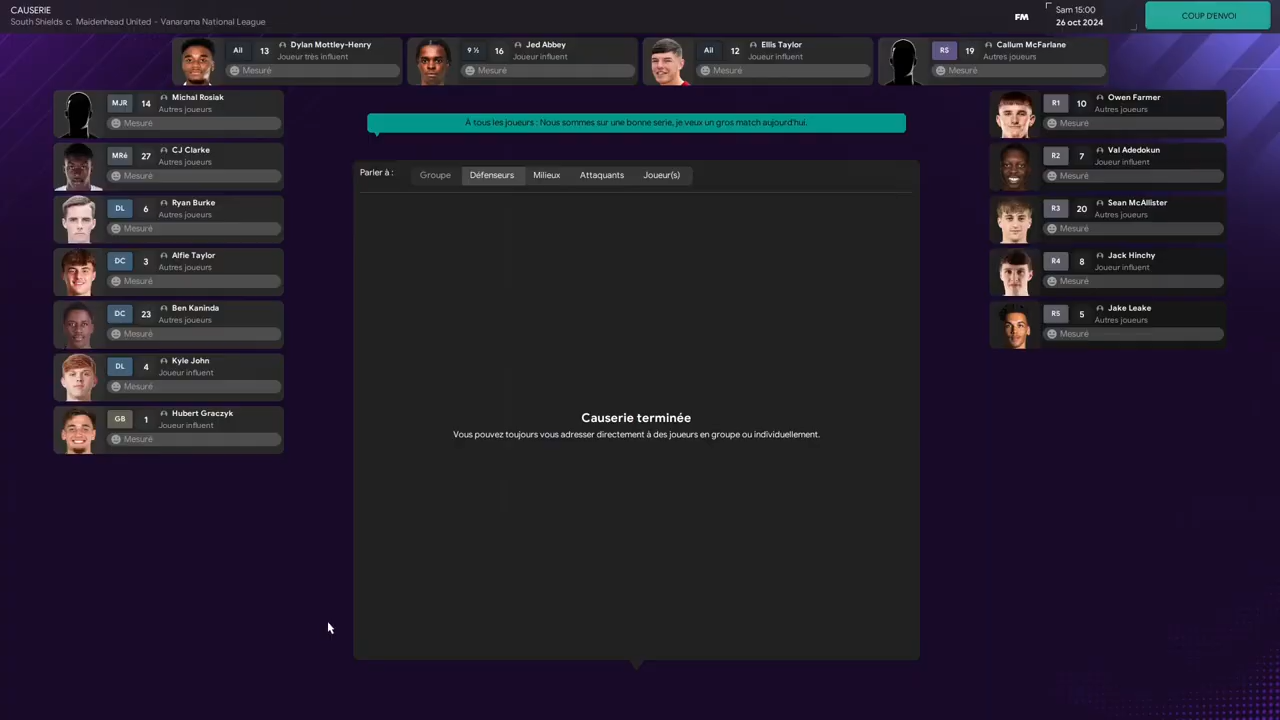 CAUSERIE
South Shields c. Maidenhead United - Vanarama National League
FM
Sam 15:00
26 oct 2024
COUP D'ENVOI
Ail 13 Dylan Mottley-Henry
Joueur très influent
Mesuré
9 ½ 16 Jed Abbey
Joueur influent
Mesuré
Ail 12 Ellis Taylor
Joueur influent
Mesuré
RS 19 Callum McFarlane
Autres joueurs
Mesuré
MJR 14 Michal Rosiak
Autres joueurs
Mesuré
MR6 27 CJ Clarke
Autres joueurs
Mesuré
DL 6 Ryan Burke
Autres joueurs
Mesuré
DC 3 Alfie Taylor
Autres joueurs
Mesuré
DC 23 Ben Kaninda
Autres joueurs
Mesuré
DL 4 Kyle John
Joueur influent
Mesuré
GB 1 Hubert Graczyk
Joueur influent
Mesuré
À tous les joueurs : Nous sommes sur une bonne serie, je veux un gros match aujourd'hui.
Parler à : Groupe Défenseurs Milieux Attaquants Joueur(s)
Causerie terminée
Vous pouvez toujours vous adresser directement à des joueurs en groupe ou individuellement.
R1 10 Owen Farmer
Autres joueurs
Mesuré
R2 7 Val Adedokun
Joueur influent
Mesuré
R3 20 Sean McAllister
Autres joueurs
Mesuré
R4 8 Jack Hinchy
Joueur influent
Mesuré
R5 5 Jake Leake
Autres joueurs
Mesuré